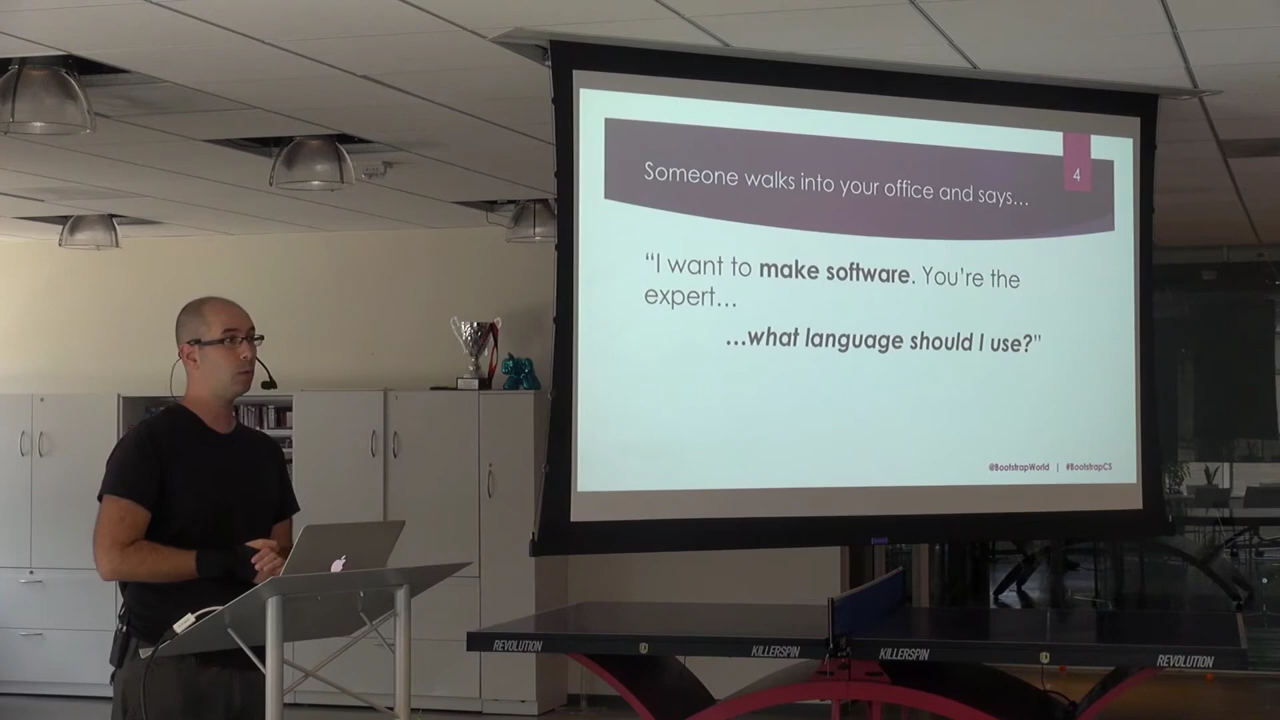 4
Someone walks into your office and says...
“I want to make software. You’re the
expert...
...what language should I use?”
@BootstrapWorld | #BootstrapCS
REVOLUTION
KILLERSPIN
KILLERSPIN
REVOLUTION